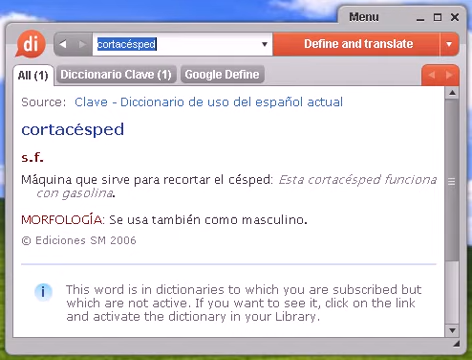 Menu
di
cortacésped
Define and translate
All (1)
Diccionario Clave (1)
Google Define
Source: Clave - Diccionario de uso del español actual
cortacésped
s.f.
Máquina que sirve para recortar el césped: Esta cortacésped funciona
con gasolina.
MORFOLOGÍA: Se usa también como masculino.
© Ediciones SM 2006
i
This word is in dictionaries to which you are subscribed but
which are not active. If you want to see it, click on the link
and activate the dictionary in your Library.